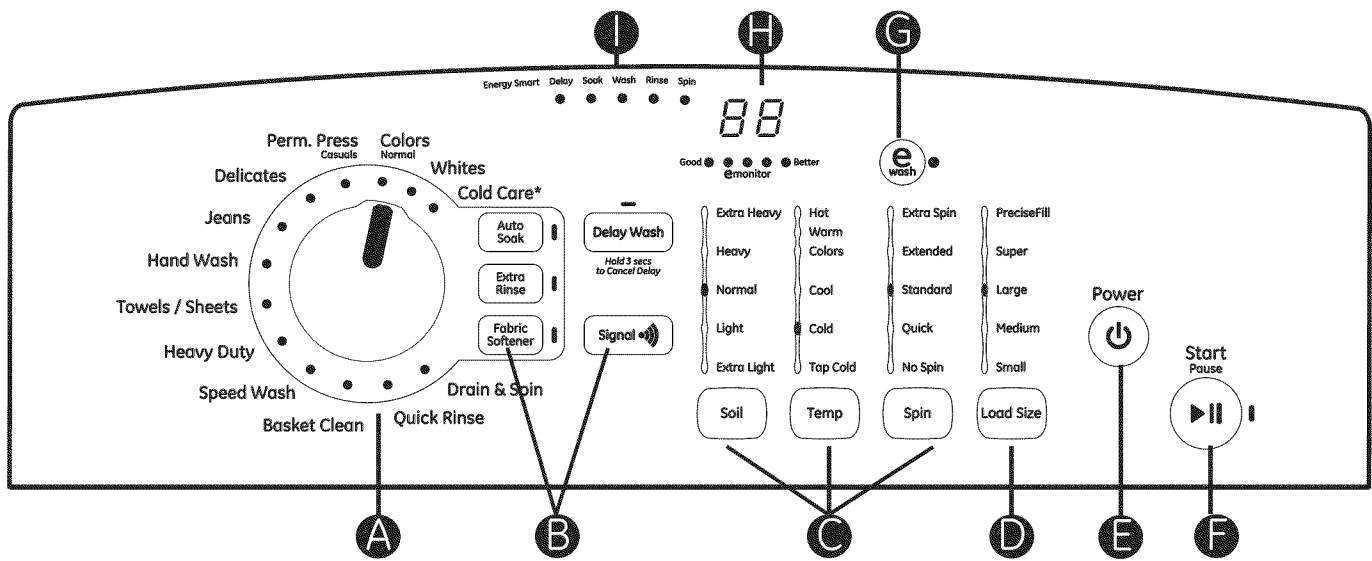 I
H
G
Energy Smart Delay Soak Wash Rinse Spin
88
Good Better
emonitor
e
wash
Perm. Press
Casuals
Colors
Normal
Whites
Cold Care*
Delicates
Jeans
Hand Wash
Towels / Sheets
Heavy Duty
Speed Wash
Basket Clean
Quick Rinse
Drain & Spin
Auto
Soak
Extra
Rinse
Fabric
Softener
Delay Wash
Hold 3 secs
to Cancel Delay
Signal
Extra Heavy
Heavy
Normal
Light
Extra Light
Soil
Hot
Warm
Colors
Cool
Cold
Tap Cold
Temp
Extra Spin
Extended
Standard
Quick
No Spin
Spin
PreciseFill
Super
Large
Medium
Small
Load Size
Power
Start
Pause
A
B
C
D
E
F